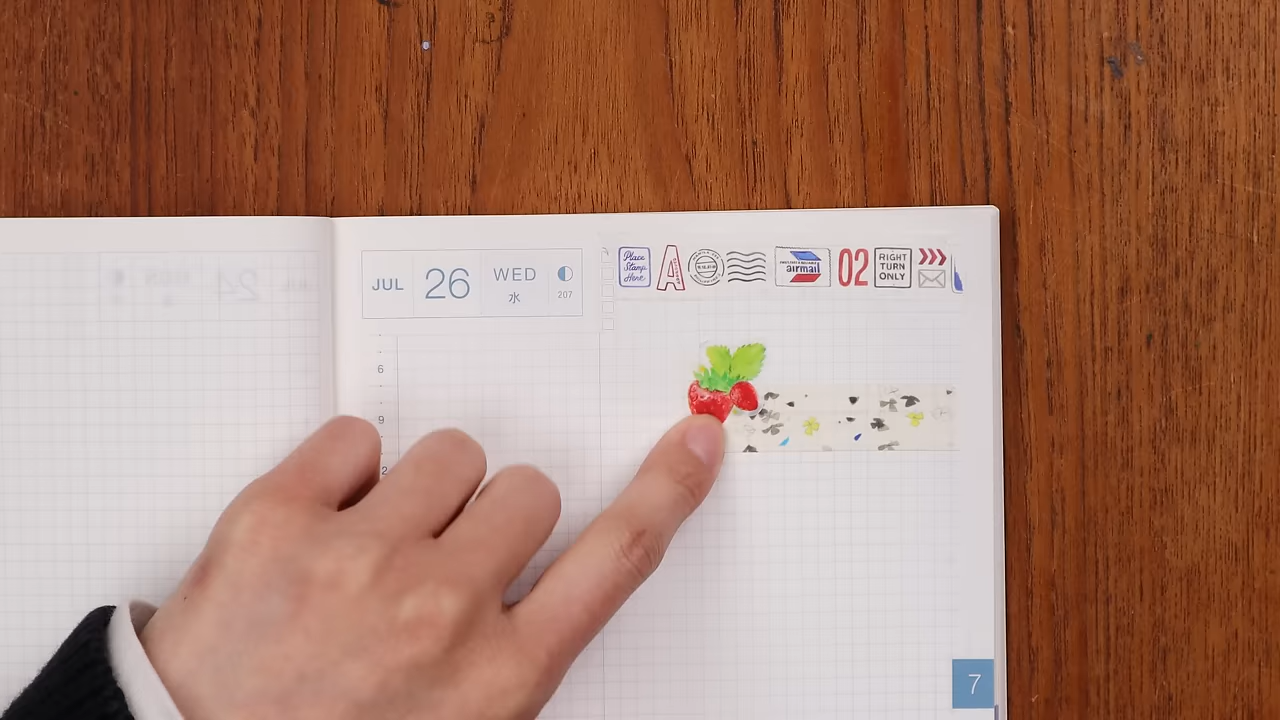 JUL 26 WED
水
207
Place
Stamp
Here
A
airmail
02
RIGHT
TURN
ONLY
6
9
7